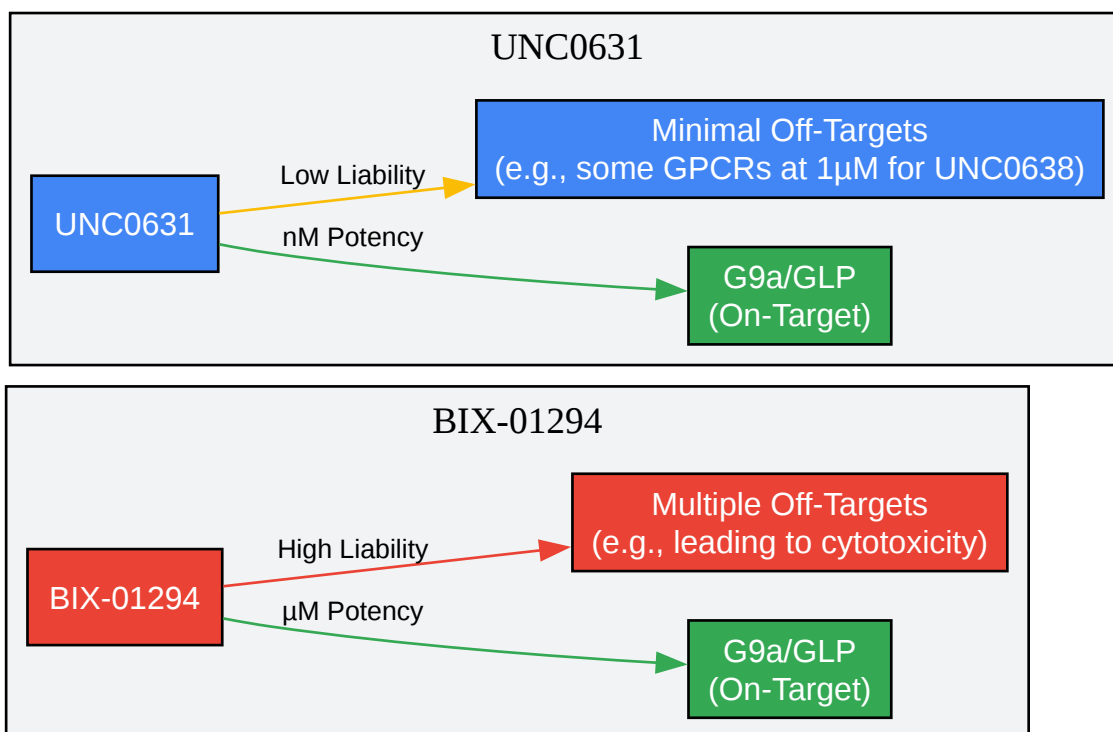 UNC0631
Minimal Off-Targets
(e.g., some GPCRs at 1µM for UNC0638)
Low Liability
UNC0631
nM Potency
G9a/GLP
(On-Target)
BIX-01294
Multiple Off-Targets
(e.g., leading to cytotoxicity)
High Liability
BIX-01294
µM Potency
G9a/GLP
(On-Target)